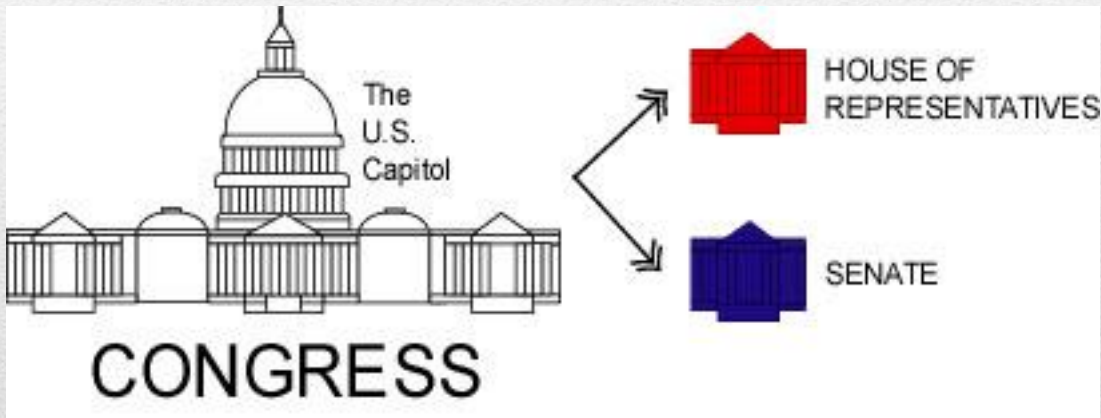 The
U.S.
Capitol
CONGRESS
HOUSE OF
REPRESENTATIVES
SENATE